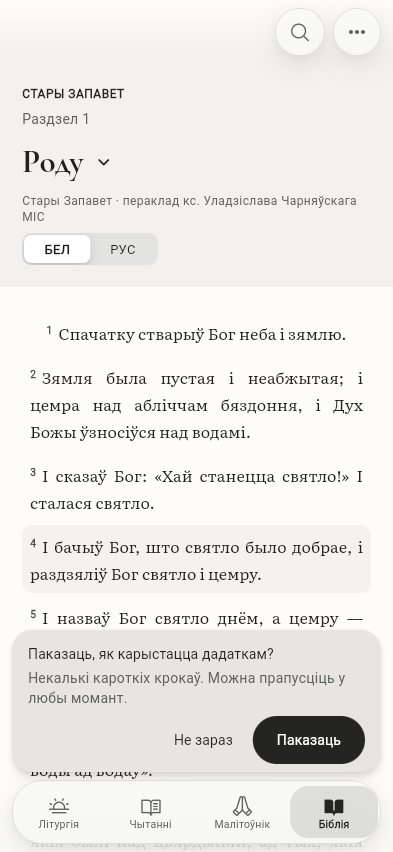 СТАРЫ ЗАПАВЕТ
Раздзел 1
Роду
Стары Запавет · пераклад кс. Уладзіслава Чарняўскага
МІС
БЕЛ РУС
1 Спачатку стварыў Бог неба і зямлю.
2 Зямля была пустая і неабжытая; і
цемра над аблiччам бяздоння, і Дух
Божы ўзносіўся над водамі.
3 І сказаў Бог: «Хай станецца святло!» І
сталася святло.
4 І бачыў Бог, што святло было добрае, і
раздзяліў Бог святло і цемру.
5 І назваў Бог святло днём, а цемру —
Паказаць, як карыстацца дадаткам?
Некалькі кароткіх крокаў. Можна прапусціць у
любы момант.
Не зараз Паказаць
воды ад водаў».
Літургія Чытанні Малітоўнік Біблія